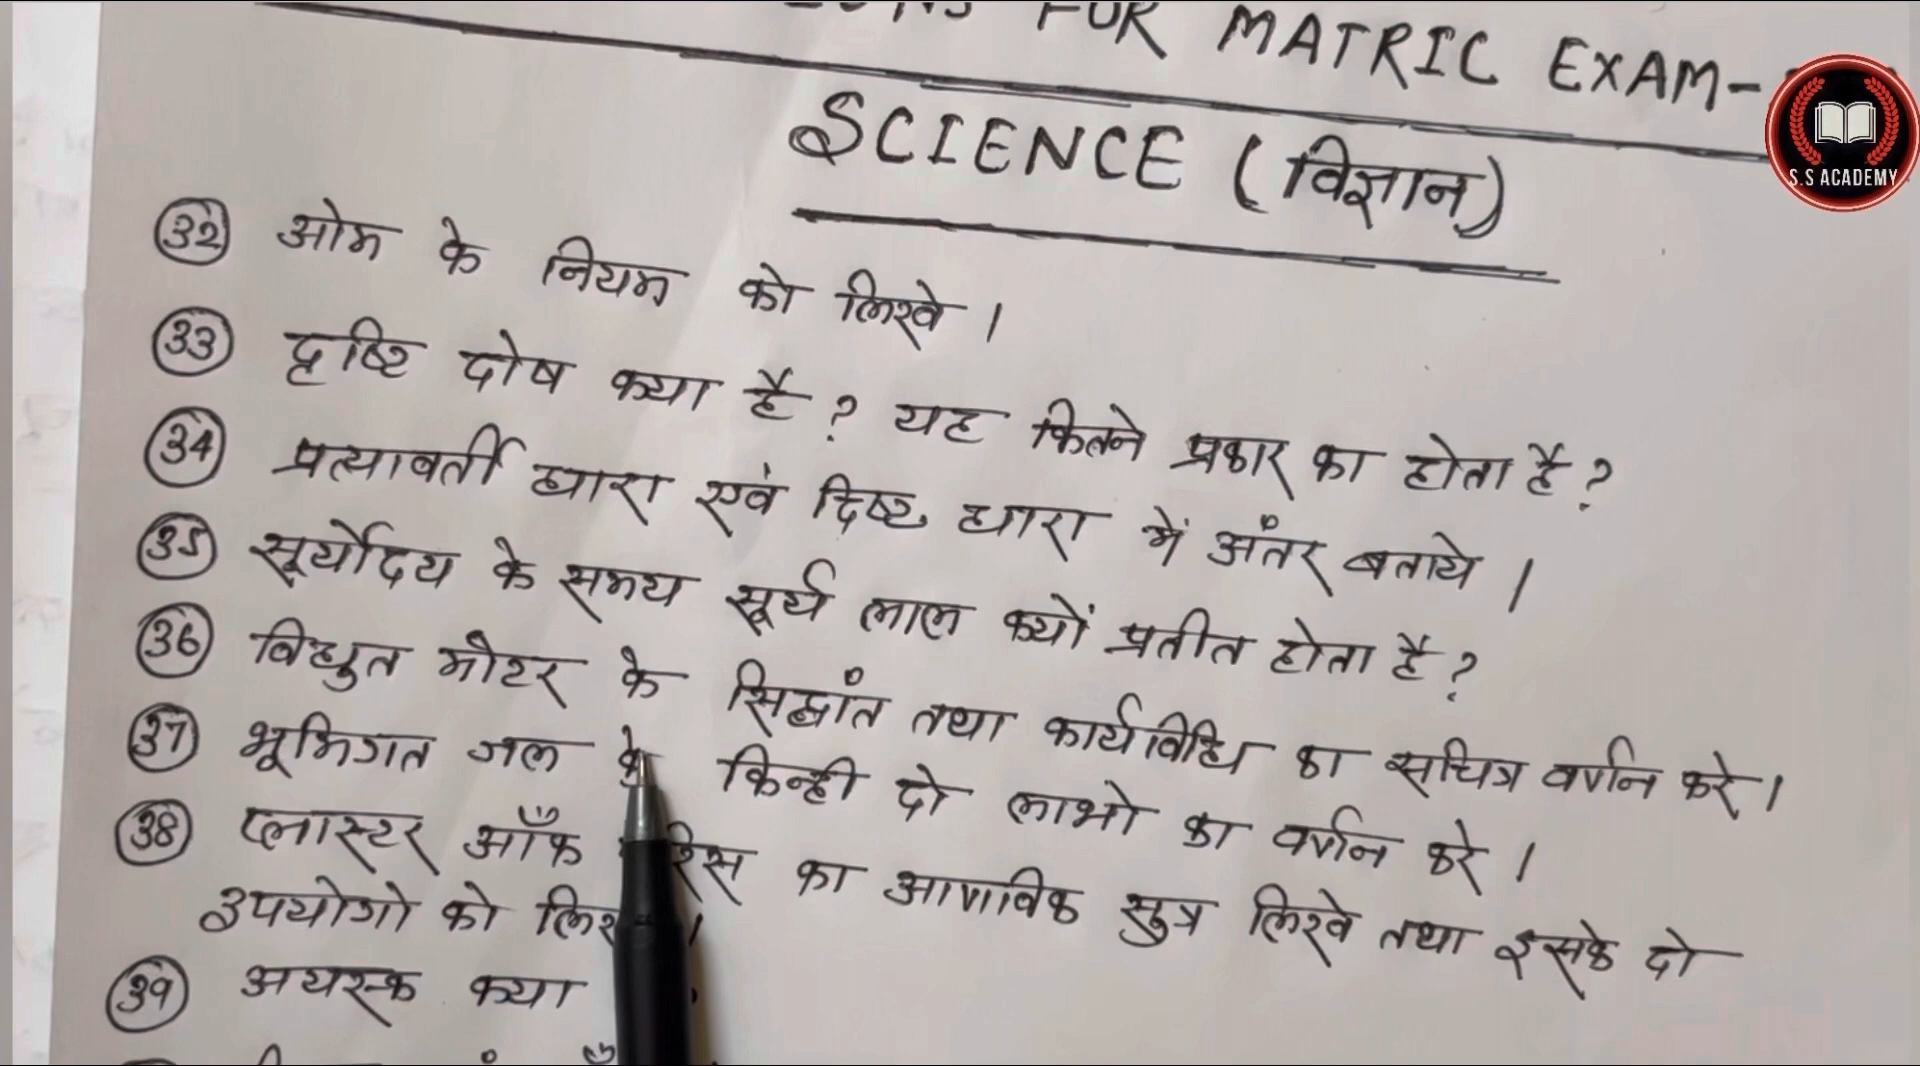 FOR MATRIC EXAM-
S.S ACADEMY
SCIENCE (विज्ञान)
32 ओम के नियम को लिखे ।
33 दृष्टि दोष क्या है ? यह कितने प्रकार का होता है ?
34 प्रत्यावर्ती धारा एवं दिष्ट धारा में अंतर बताये ।
35 सूर्योदय के समय सूर्य लाल क्यों प्रतीत होता है ?
36 विद्युत मोटर के सिद्धांत तथा कार्यविधि का सचित्र वर्णन करे ।
37 भूमिगत जल के किन्ही दो लाभो का वर्णन करे ।
38 प्लास्टर ऑफ का आणविक सुत्र लिखे तथा इसके दो
उपयोगो को
39 अयस्क क्या